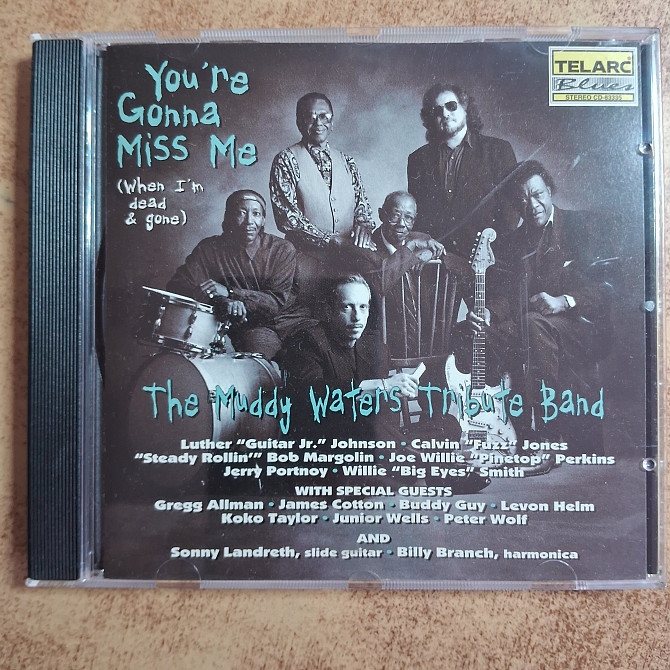 You're
Gonna
Miss Me
(When I'm
dead
& gone)
TELARC
Blues
STEREO CD-83335
The Muddy Waters Tribute Band
Luther "Guitar Jr." Johnson • Calvin "Fuzz" Jones
"Steady Rollin'" Bob Margolin • Joe Willie "Pinetop" Perkins
Jerry Portnoy • Willie "Big Eyes" Smith
WITH SPECIAL GUESTS
Gregg Allman • James Cotton • Buddy Guy • Levon Helm
Koko Taylor • Junior Wells • Peter Wolf
AND
Sonny Landreth, slide guitar • Billy Branch, harmonica